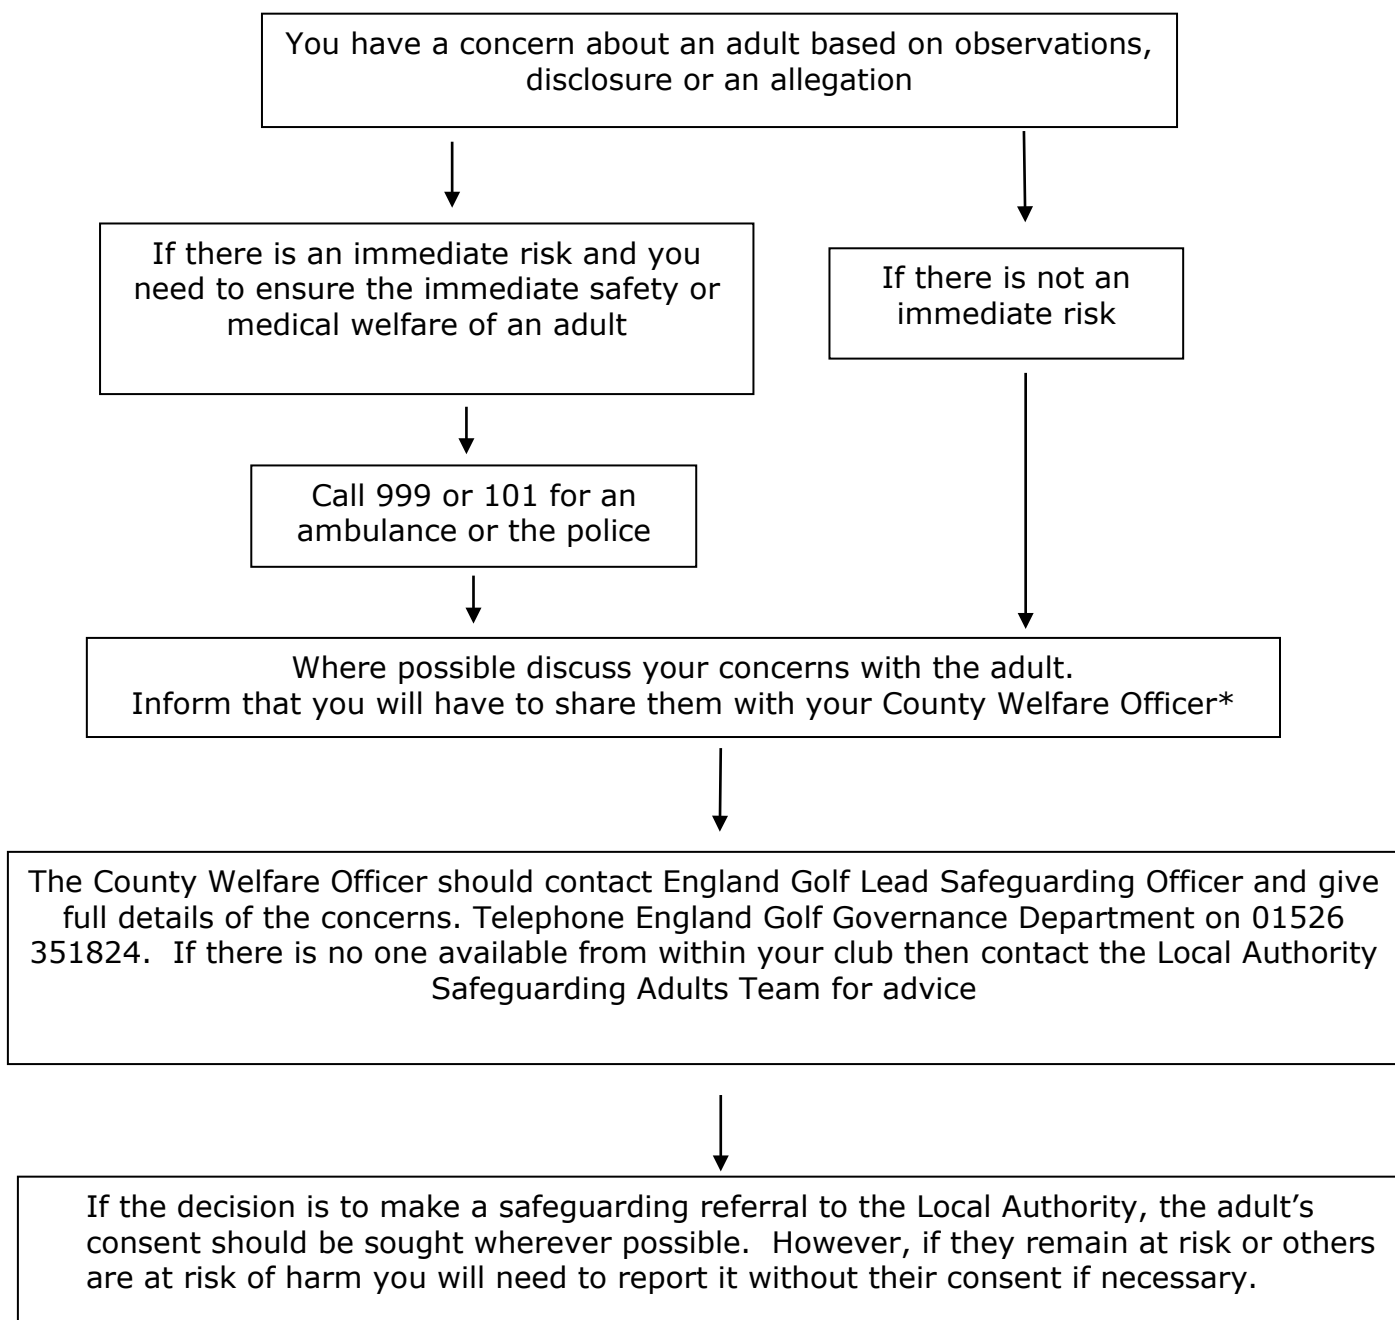 You have a concern about an adult based on observations,
disclosure or an allegation
If there is an immediate risk and you
need to ensure the immediate safety or
medical welfare of an adult
If there is not an
immediate risk
Call 999 or 101 for an
ambulance or the police
Where possible discuss your concerns with the adult.
Inform that you will have to share them with your County Welfare Officer*
The County Welfare Officer should contact England Golf Lead Safeguarding Officer and give
full details of the concerns. Telephone England Golf Governance Department on 01526
351824.  If there is no one available from within your club then contact the Local Authority
Safeguarding Adults Team for advice
If the decision is to make a safeguarding referral to the Local Authority, the adult’s
consent should be sought wherever possible.  However, if they remain at risk or others
are at risk of harm you will need to report it without their consent if necessary.